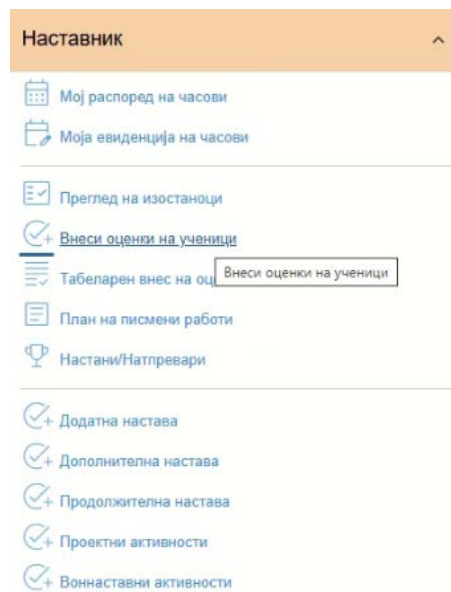 Наставник
Мој распоред на часови
Моја евиденција на часови
Преглед на изостаноци
Внеси оценки на ученици
Табеларен внес на
Внеси оценки на ученици
План на писмени работи
Настани/Натпревари
Додатна настава
Дополнителна настава
Продолжителна настава
Проектни активности
Воннаставни активности